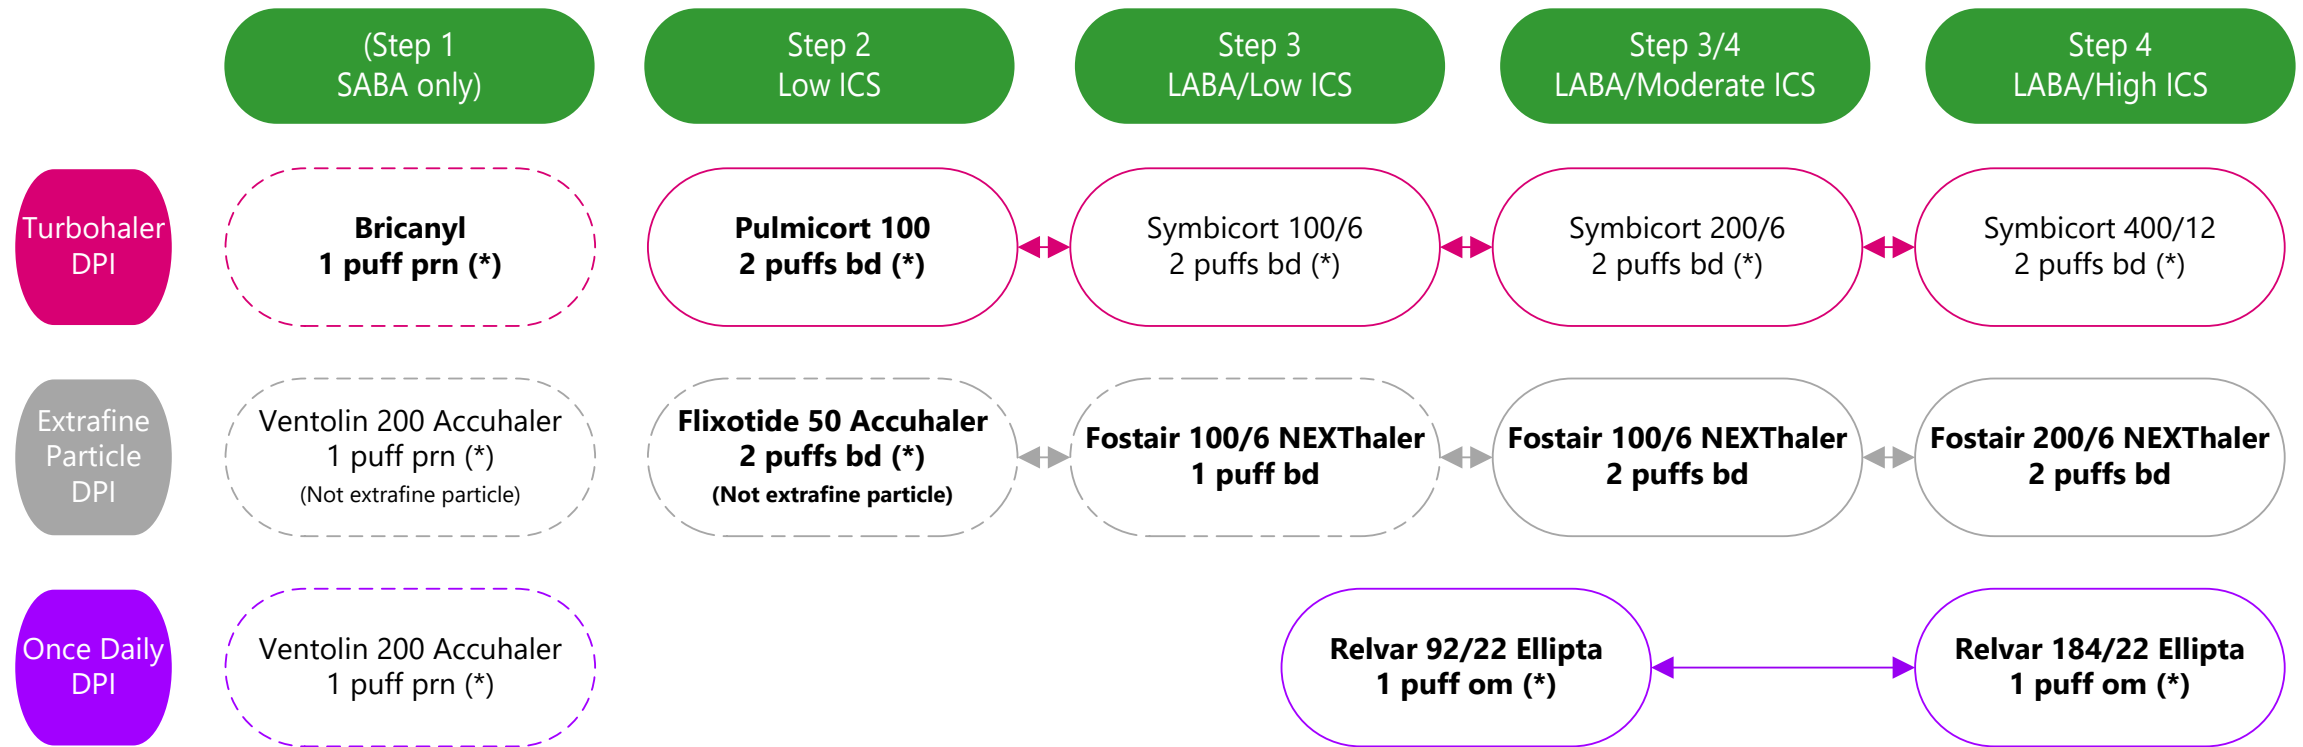 (Step 1
SABA only)
Step 2
Low ICS
Step 3
LABA/Low ICS
Step 3/4
LABA/Moderate ICS
Step 4
LABA/High ICS
Turbohaler
DPI
Bricanyl
1 puff prn (*)
Pulmicort 100
2 puffs bd (*)
Symbicort 100/6
2 puffs bd (*)
Symbicort 200/6
2 puffs bd (*)
Symbicort 400/12
2 puffs bd (*)
Extrafine
Particle
DPI
Ventolin 200 Accuhaler
1 puff prn (*)
(Not extrafine particle)
Flixotide 50 Accuhaler
2 puffs bd (*)
(Not extrafine particle)
Fostair 100/6 NEXThaler
1 puff bd
Fostair 100/6 NEXThaler
2 puffs bd
Fostair 200/6 NEXThaler
2 puffs bd
Once Daily
DPI
Ventolin 200 Accuhaler
1 puff prn (*)
Relvar 92/22 Ellipta
1 puff om (*)
Relvar 184/22 Ellipta
1 puff om (*)